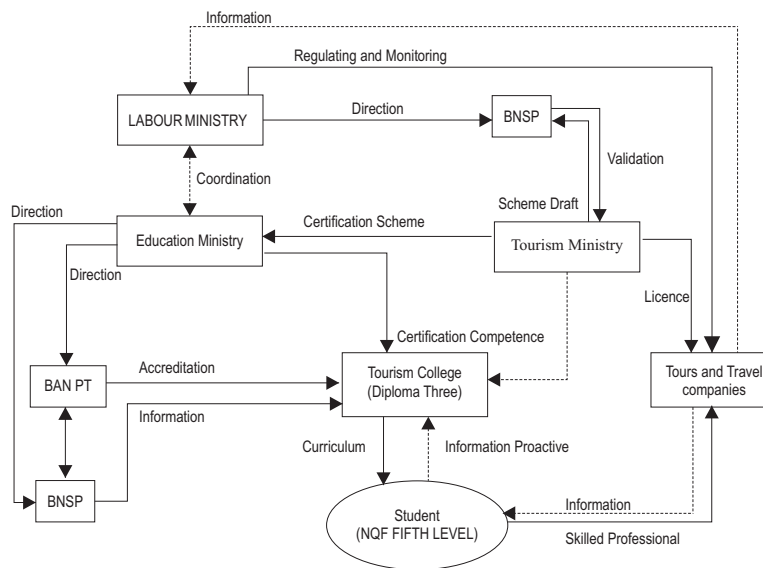 Information
Regulating and Monitoring
LABOUR MINISTRY
Direction
BNSP
Validation
Coordination
Direction
Scheme Draft
Education Ministry
Certification Scheme
Tourism Ministry
Direction
Licence
Certification Competence
BAN PT
Accreditation
Tourism College
(Diploma Three)
Tours and Travel
companies
Information
Curriculum
Information Proactive
BNSP
Student
(NQF FIFTH LEVEL)
Information
Skilled Professional